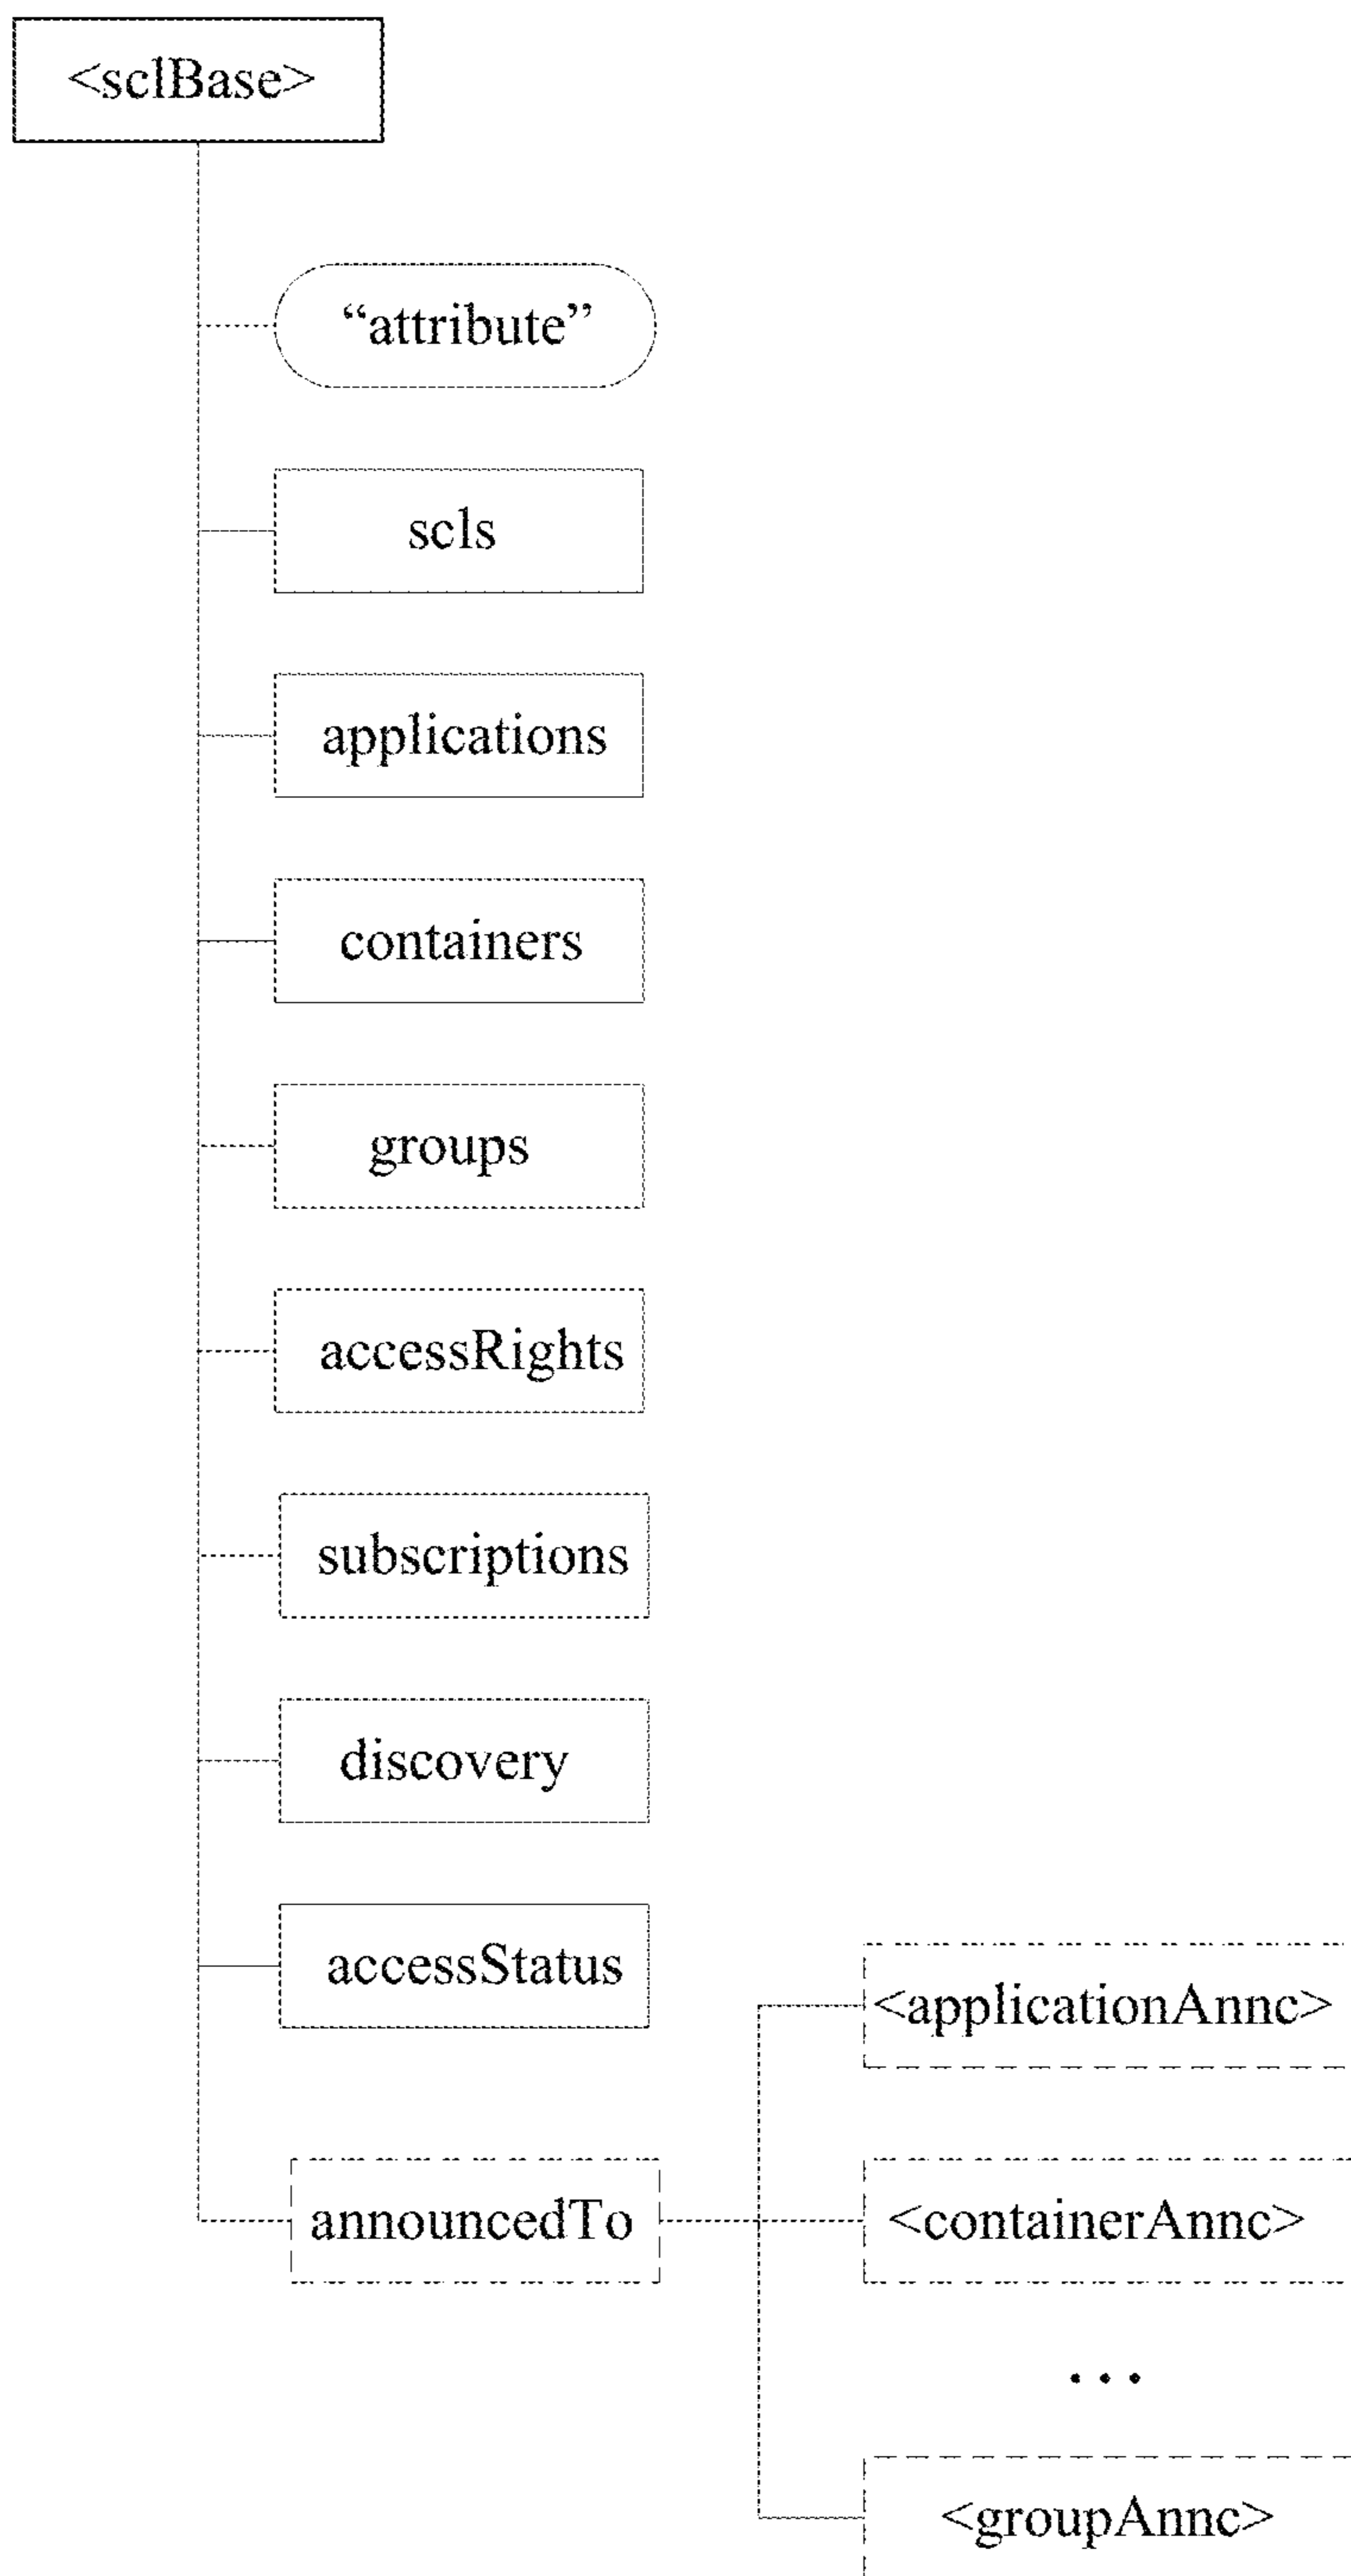 <sclBase>
“attribute”
scls
applications
containers
groups
accessRights
subscriptions
discovery
accessStatus
<applicationAnnc>
announcedTo
<containerAnnc>
...
<groupAnnc>